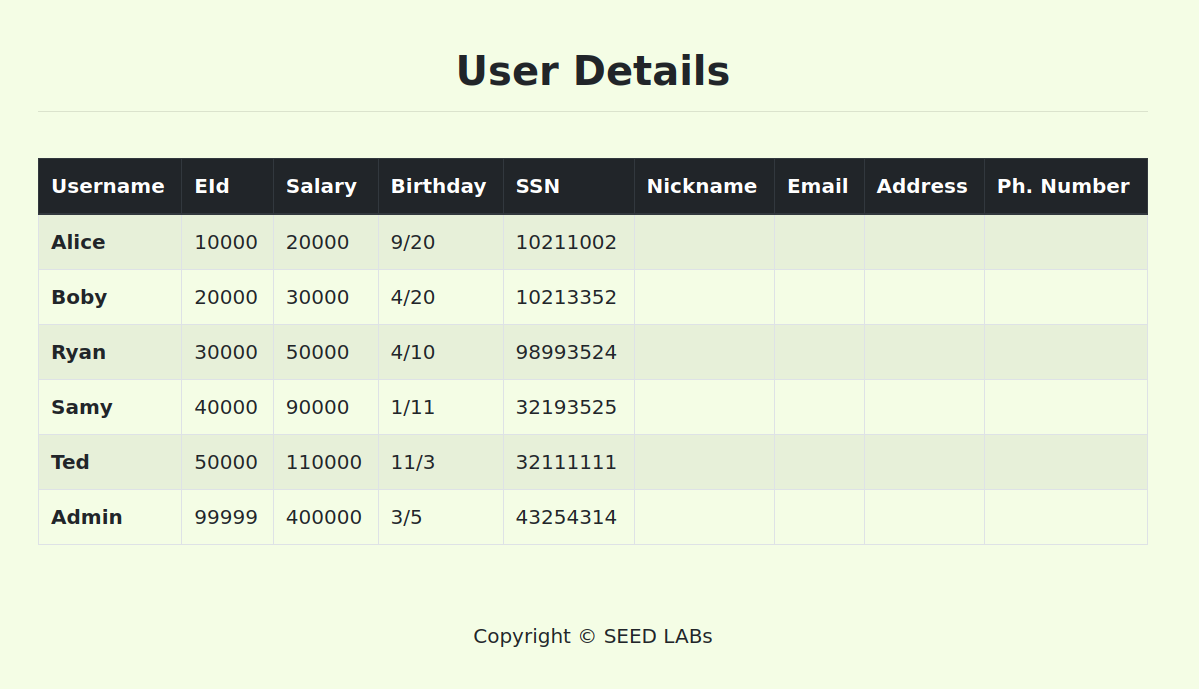 User Details
Username EId Salary Birthday SSN Nickname Email Address Ph. Number
Alice 10000 20000 9/20 10211002
Boby 20000 30000 4/20 10213352
Ryan 30000 50000 4/10 98993524
Samy 40000 90000 1/11 32193525
Ted 50000 110000 11/3 32111111
Admin 99999 400000 3/5 43254314
Copyright © SEED LABs